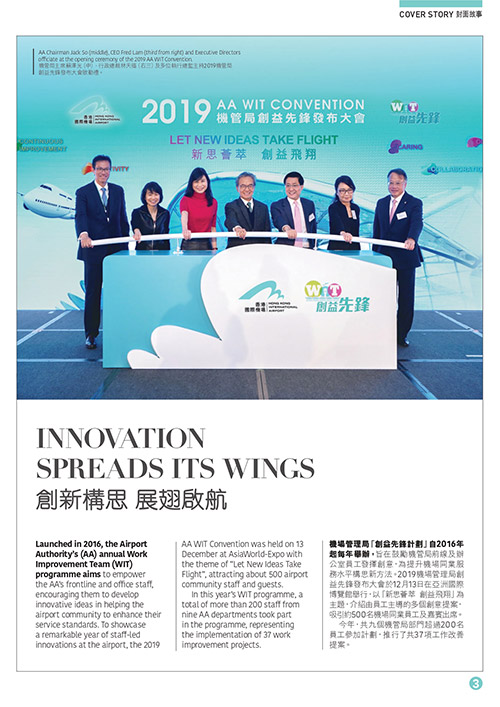 COVER STORY 封面故事
AA Chairman Jack So (middle), CEO Fred Lam (third from right) and Executive Directors
officiate at the opening ceremony of the 2019 AA WIT Convention.
機管局主席蘇澤光（中）、行政總裁林天福（右三）及多位執行總監主持2019機管局
創益先鋒發布大會啟動禮。
香港國際機場 HONG KONG INTERNATIONAL AIRPORT
2019 AA WIT CONVENTION
機管局創益先鋒發布大會
WiT
創益先鋒
LET NEW IDEAS TAKE FLIGHT
新思薈萃 創益飛翔
CONTINUOUS
IMPROVEMENT
CARING
香港
國際機場
HONG KONG
INTERNATIONAL
AIRPORT
WiT
創益先鋒
INNOVATION
SPREADS ITS WINGS
創新構思 展翅啟航
Launched in 2016, the Airport
Authority's (AA) annual Work
Improvement Team (WIT)
programme aims to empower
the AA's frontline and office staff,
encouraging them to develop
innovative ideas in helping the
airport community to enhance their
service standards. To showcase
a remarkable year of staff-led
innovations at the airport, the 2019
AA WIT Convention was held on 13
December at AsiaWorld-Expo with
the theme of "Let New Ideas Take
Flight", attracting about 500 airport
community staff and guests.
In this year's WIT programme, a
total of more than 200 staff from
nine AA departments took part
in the programme, representing
the implementation of 37 work
improvement projects.
機場管理局「創益先鋒計劃」自2016年
起每年舉辦，旨在鼓勵機管局前線及辦
公室員工發揮創意，為提升機場同業服
務水平構思新方法。2019機場管理局創
益先鋒發布大會於12月13日在亞洲國際
博覽館舉行，以「新思薈萃 創益飛翔」為
主題，介紹由員工主導的多個創意提案，
吸引約500名機場同業員工及嘉賓出席。
今年，共九個機管局部門超過200名
員工參加計劃，推行了共37項工作改善
提案。
3